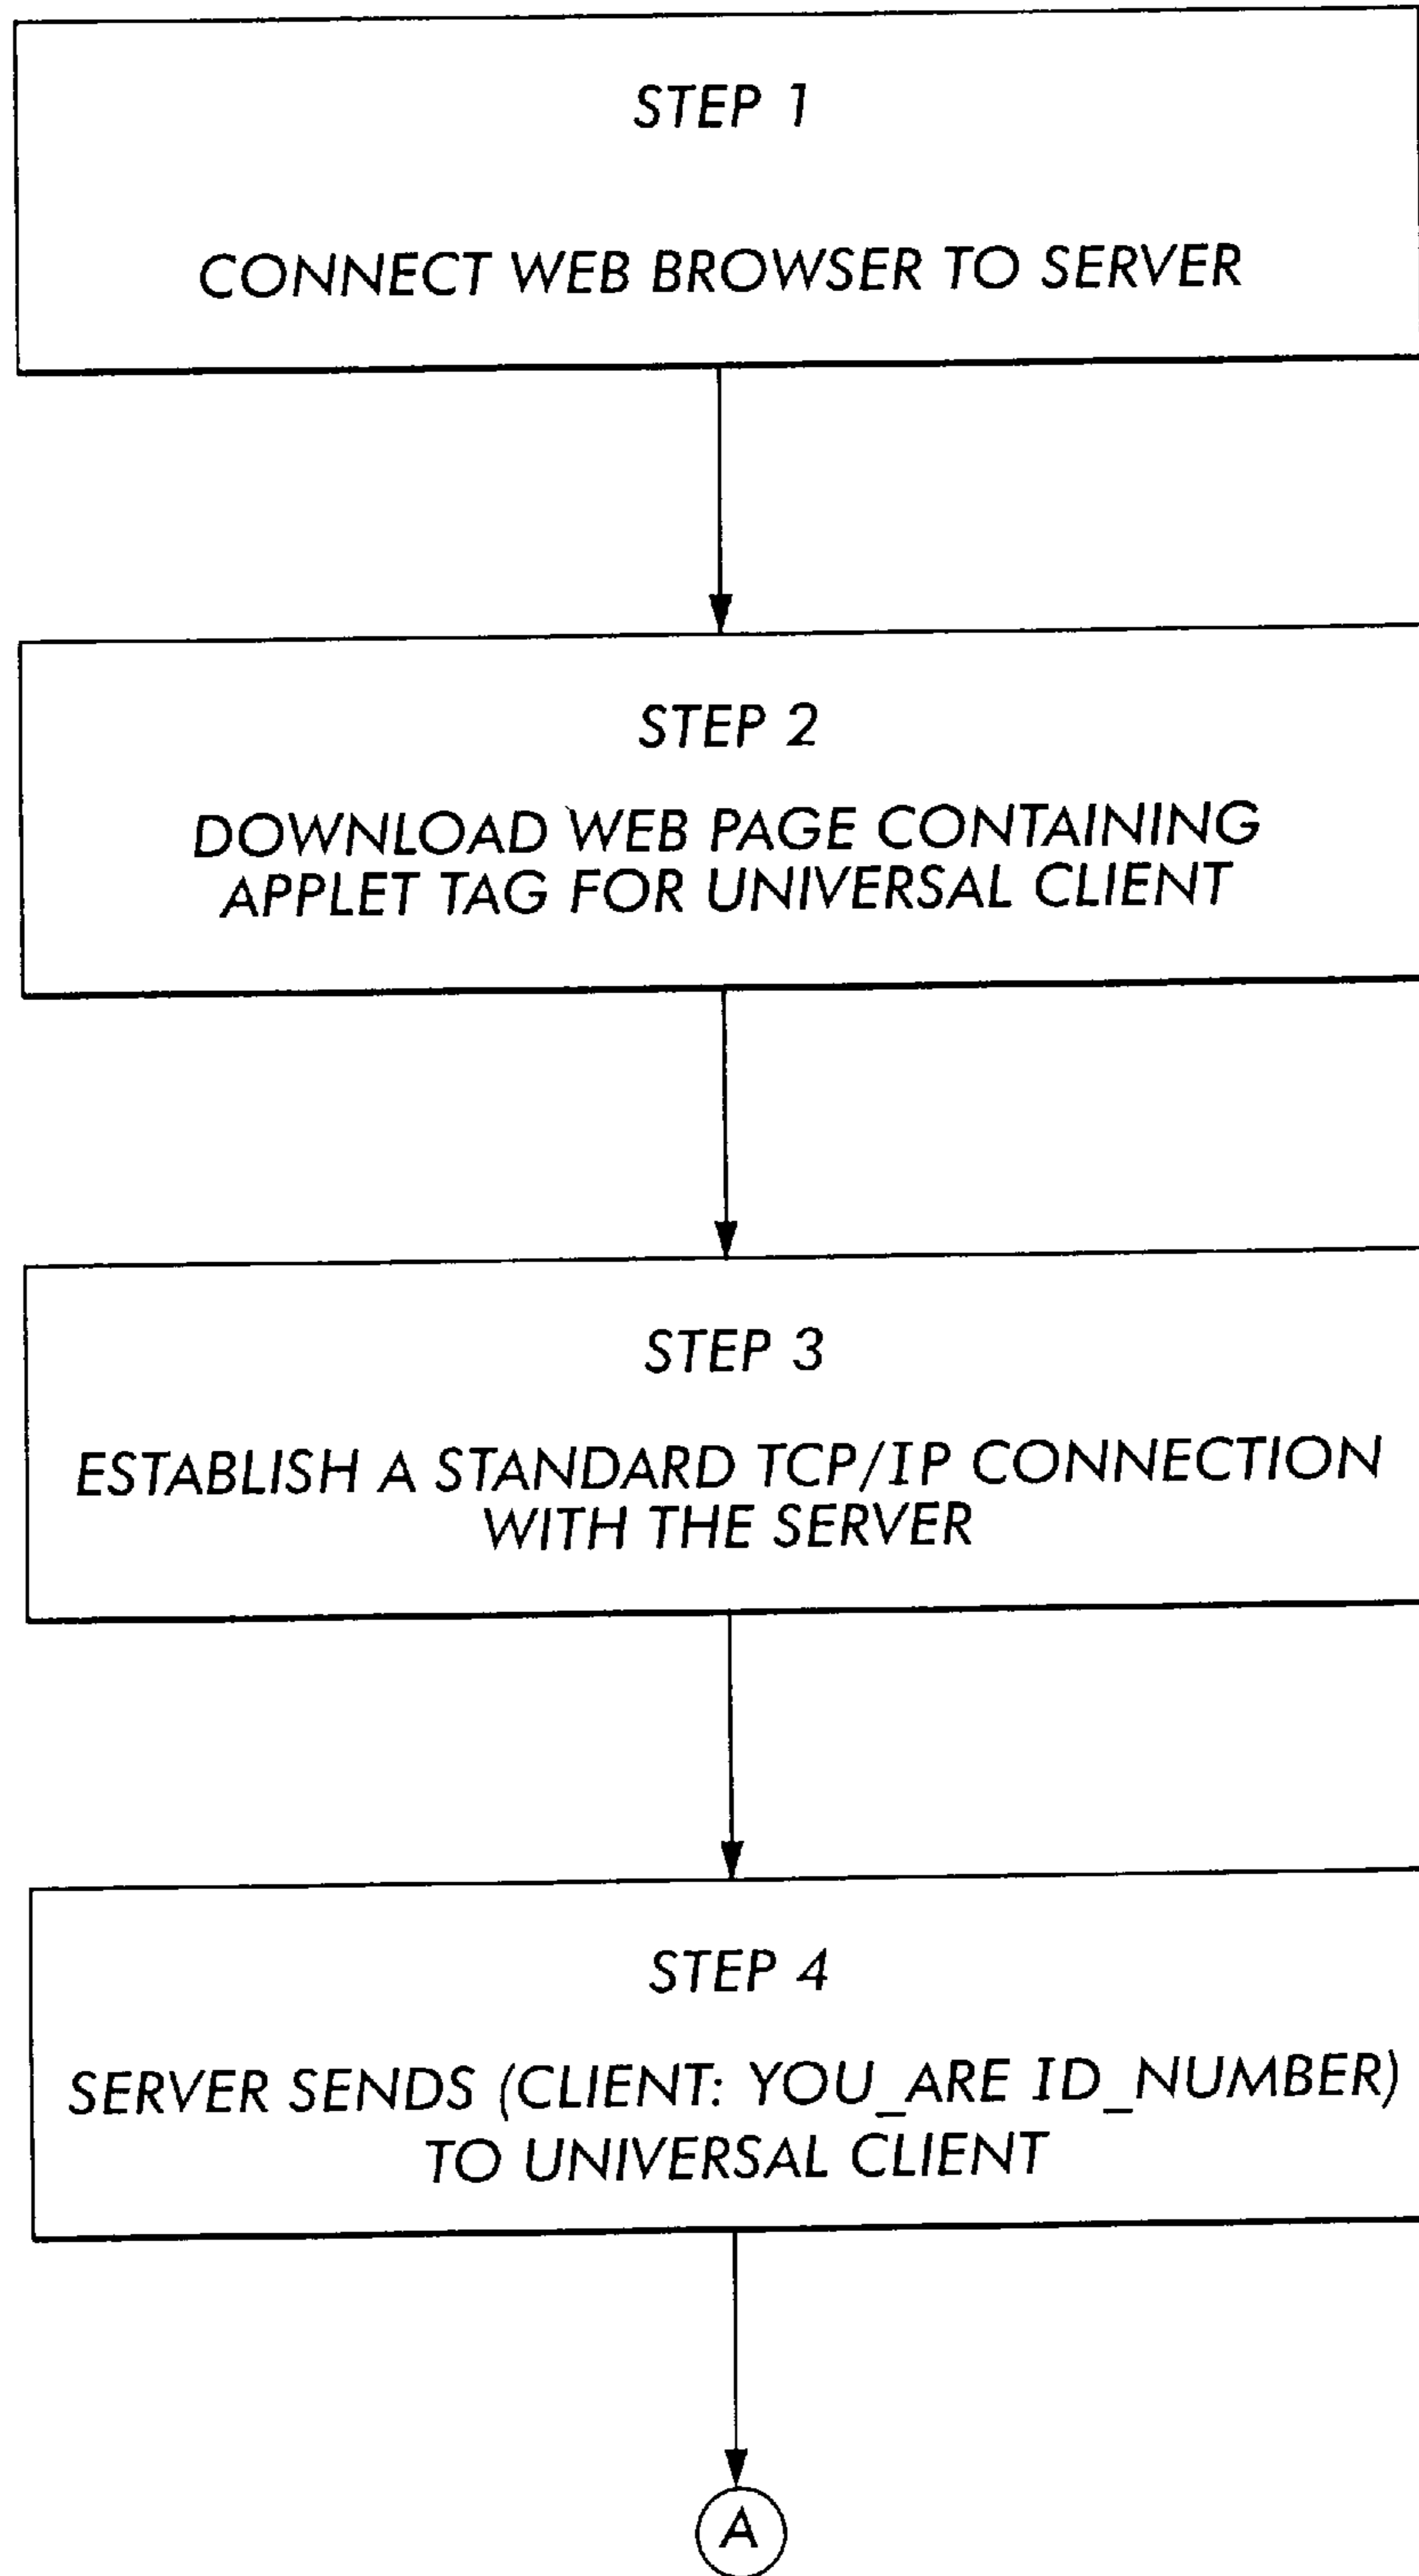 STEP 1
CONNECT WEB BROWSER TO SERVER
STEP 2
DOWNLOAD WEB PAGE CONTAINING
APPLET TAG FOR UNIVERSAL CLIENT
STEP 3
ESTABLISH A STANDARD TCP/IP CONNECTION
WITH THE SERVER
STEP 4
SERVER SENDS (CLIENT: YOU_ARE ID_NUMBER)
TO UNIVERSAL CLIENT
A